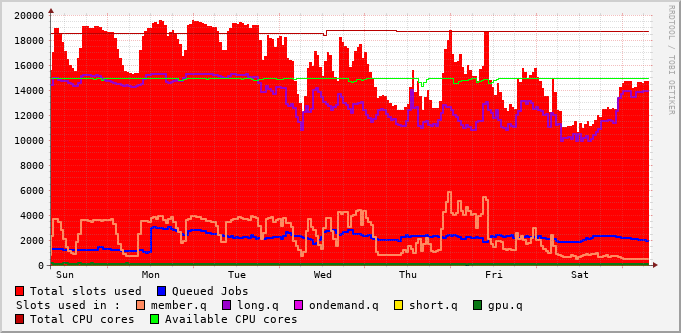 20000
18000
16000
14000
12000
10000
8000
6000
4000
2000
0
Sun Mon Tue Wed Thu Fri Sat
RRDTOOL / TOBI OETIKER
Total slots used Queued Jobs
Slots used in : member.q long.q ondemand.q short.q gpu.q
Total CPU cores Available CPU cores